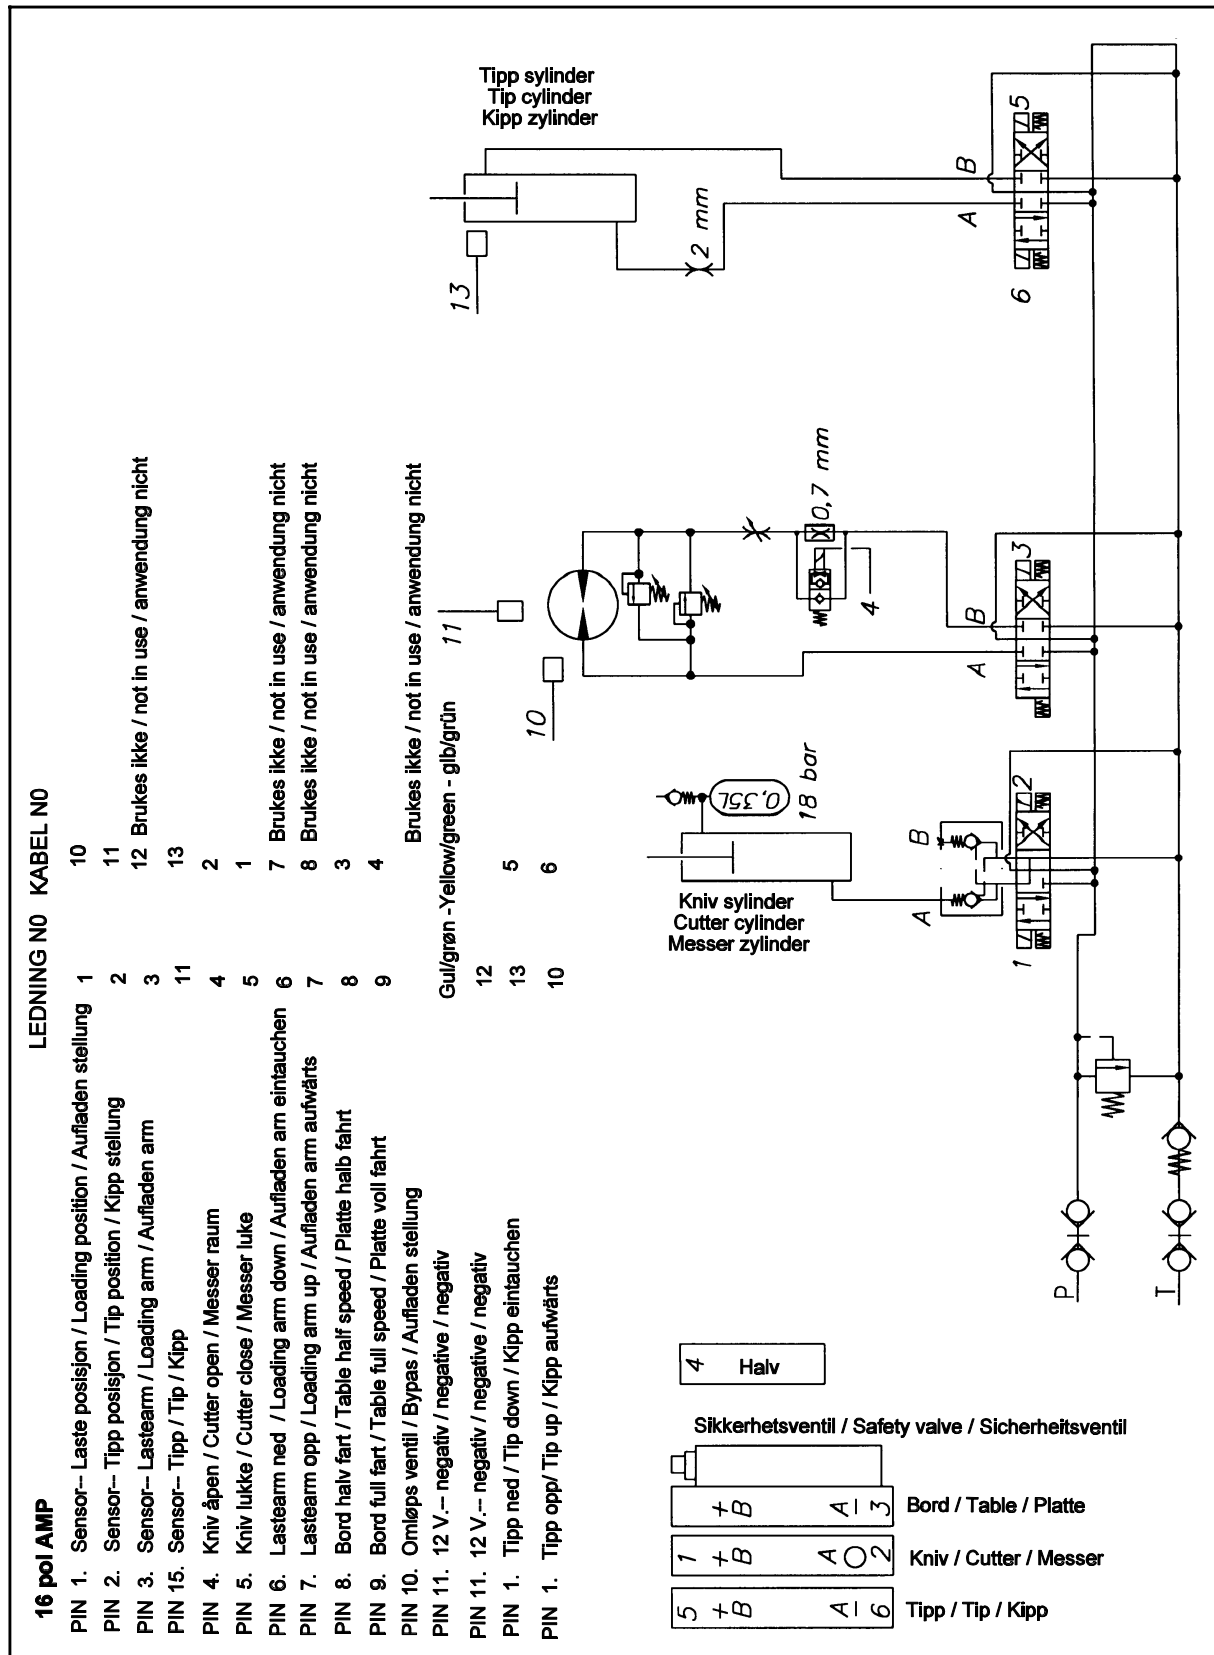 LEDNING N0 KABEL N0
16 pol AMP
PIN 1. Sensor-- Laste posisjon / Loading position / Aufladen stellung 1 10
PIN 2. Sensor-- Tipp posisjon / Tip position / Kipp stellung 2 11
PIN 3. Sensor-- Lastearm / Loading arm / Aufladen arm 3 12 Brukes ikke / not in use / anwendung nicht
PIN 15. Sensor-- Tipp / Tip / Kipp 11 13
PIN 4. Kniv åpen / Cutter open / Messer raum 4 2
PIN 5. Kniv lukke / Cutter close / Messer luke 5 1
PIN 6. Lastearm ned / Loading arm down / Aufladen arn eintauchen 6 7 Brukes ikke / not in use / anwendung nicht
PIN 7. Lastearm opp / Loading arm up / Aufladen arm aufwärts 7 8 Brukes ikke / not in use / anwendung nicht
PIN 8. Bord halv fart / Table half speed / Platte halb fahrt 8 3
PIN 9. Bord full fart / Table full speed / Platte voll fahrt 9 4
PIN 10. Omløps ventil / Bypas / Aufladen stellung Brukes ikke / not in use / anwendung nicht
PIN 11. 12 V.-- negativ / negative / negativ Gul/grøn -Yellow/green - glb/grün
PIN 11. 12 V.-- negativ / negative / negativ 12
PIN 1. Tipp ned / Tip down / Kipp eintauchen 13 5
PIN 1. Tipp opp/ Tip up / Kipp aufwärts 10 6
Tipp sylinder
Tip cylinder
Kipp zylinder
13
2 mm
A B
6 5
11
10
0,7 mm
4
A B
3
0,35L
18 bar
Kniv sylinder
Cutter cylinder
Messer zylinder
A B
1 2
P
T
4 Halv
Sikkerhetsventil / Safety valve / Sicherheitsventil
+B A- 3 Bord / Table / Platte
1 +B A 2 Kniv / Cutter / Messer
5 +B A- 6 Tipp / Tip / Kipp